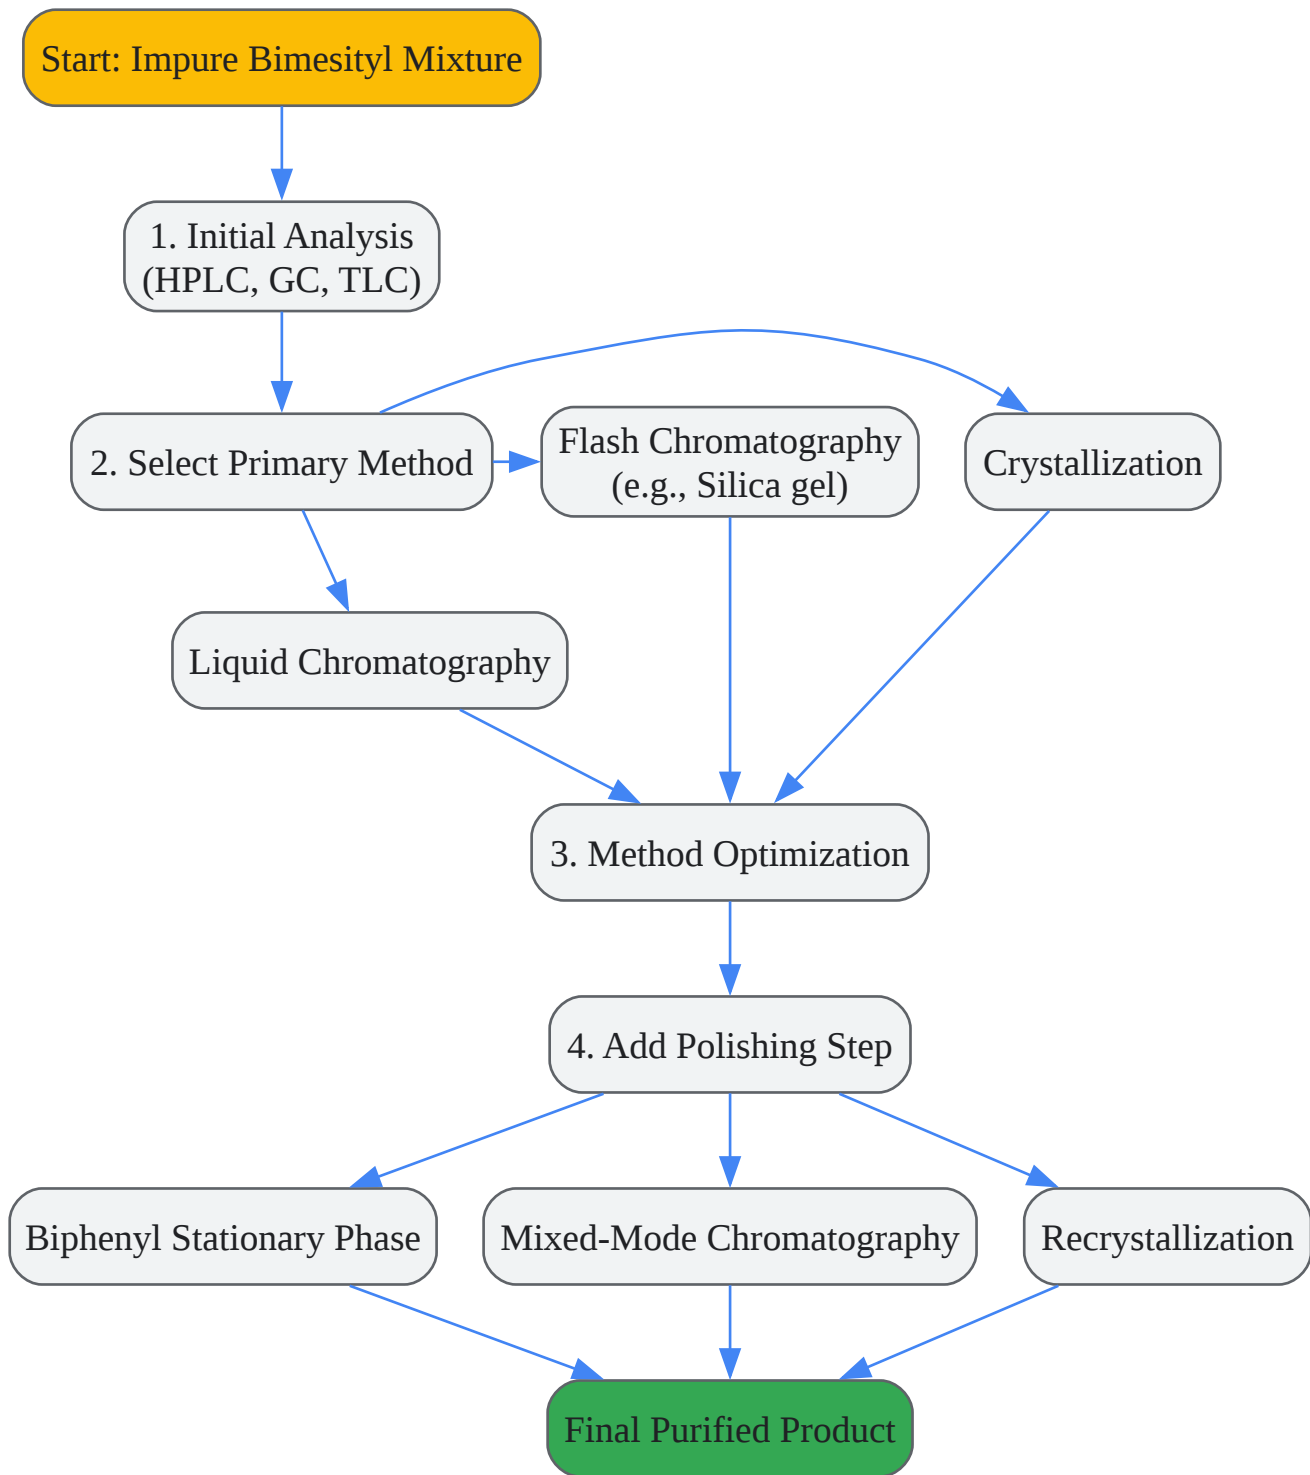 Start: Impure Bimesityl Mixture
1. Initial Analysis
(HPLC, GC, TLC)
2. Select Primary Method
Flash Chromatography
(e.g., Silica gel)
Crystallization
Liquid Chromatography
3. Method Optimization
4. Add Polishing Step
Biphenyl Stationary Phase
Mixed-Mode Chromatography
Recrystallization
Final Purified Product